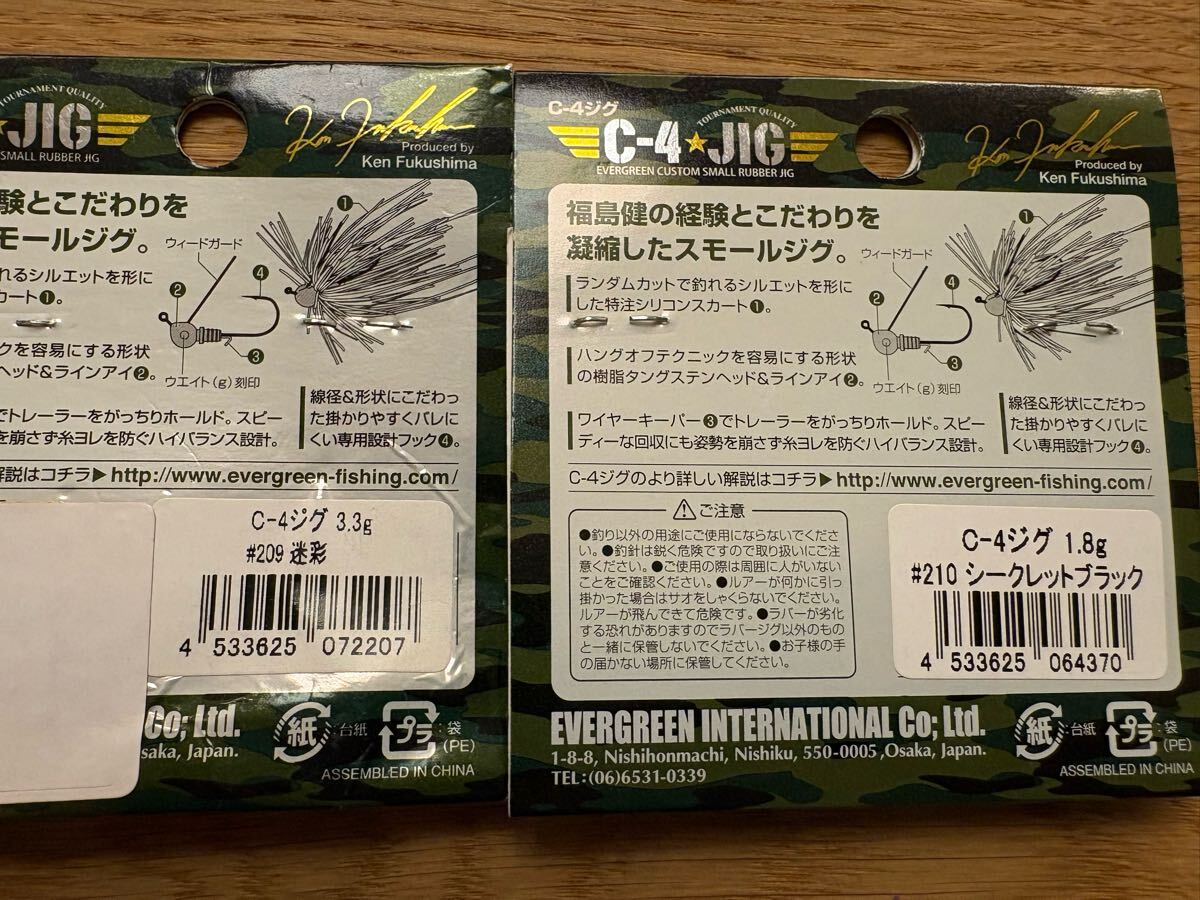 TOURNAMENT QUALITY
JIG
SMALL RUBBER JIG
Ken Fukushima
Produced by
Ken Fukushima
験とこだわりを
モールジグ。
れるシルエットを形に
カート❶。
ウィードガード
❶
❷
❹
❸
ウエイト(g)刻印
クを容易にする形状
ヘッド&ラインアイ❷。
でトレーラーをがっちりホールド。スピー
を崩さず糸ヨレを防ぐハイバランス設計。
線径&形状にこだわっ
た掛かりやすくバレに
くい専用設計フック❹。
解説はコチラ▶http://www.evergreen-fishing.com/
C-4ジグ 3.3g
#209 迷彩
4 533625 072207
Co; Ltd.
saka, Japan.
紙
:台紙
プラ
:袋
(PE)
ASSEMBLED IN CHINA
C-4ジグ
TOURNAMENT QUALITY
C-4★JIG
EVERGREEN CUSTOM SMALL RUBBER JIG
Ken Fukushima
Produced by
Ken Fukushima
福島健の経験とこだわりを
凝縮したスモールジグ。
ランダムカットで釣れるシルエットを形に
した特注シリコンスカート❶。
ウィードガード
❶
❷
❹
❸
ウエイト(g)刻印
ハングオフテクニックを容易にする形状
の樹脂タングステンヘッド&ラインアイ❷。
ワイヤーキーパー❸でトレーラーをがっちりホールド。スピー
ディーな回収にも姿勢を崩さず糸ヨレを防ぐハイバランス設計。
線径&形状にこだわっ
た掛かりやすくバレに
くい専用設計フック❹。
C-4ジグのより詳しい解説はコチラ▶http://www.evergreen-fishing.com/
⚠ご注意
●釣り以外の用途にご使用にならないでくださ
い。●釣針は鋭く危険ですので取り扱いにご注
意ください。●ご使用の際は周囲に人がいない
ことをご確認ください。●ルアーが何かに引っ
掛かった場合はサオをしゃくらないでください。
ルアーが飛んできて危険です。●ラバーが劣化
する恐れがありますのでラバージグ以外のもの
と一緒に保管しないでください。●お子様の手
の届かない場所に保管してください。
C-4ジグ 1.8g
#210 シークレットブラック
4 533625 064370
EVERGREEN INTERNATIONAL Co; Ltd.
1-8-8, Nishihonmachi, Nishiku, 550-0005 ,Osaka, Japan.
TEL:(06)6531-0339
紙
:台紙
プラ
:袋
(PE)
ASSEMBLED IN CHINA